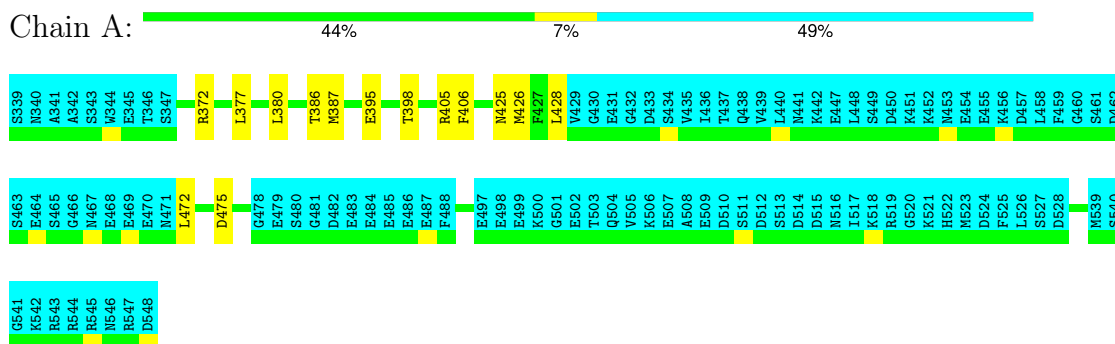 Chain A:
44% 7% 49%
S339 N340 A341 A342 S343 W344 E345 T346 S347 R372 L377 L380 T386 M387 E395 T398 R405 F406 N425 M426 F427 L428 V429 G430 E431 G432 D433 S434 V435 I436 T437 Q438 V439 L440 N441 K442 E447 L448 S449 D450 K451 K452 N453 E454 E455 K456 D457 L458 F459 G460 S461 D462
S463 E464 S465 G466 N467 E468 E469 E470 N471 L472 D475 G478 E479 S480 G481 D482 E483 E484 E485 E486 E487 F488 E497 E498 E499 K500 G501 E502 T503 Q504 V505 K506 E507 A508 E509 D510 S511 D512 S513 D514 D515 N516 I517 K518 R519 G520 K521 H522 M523 D524 F525 L526 S527 D528 M539 S540
G541 K542 R543 R544 R545 N546 R547 D548